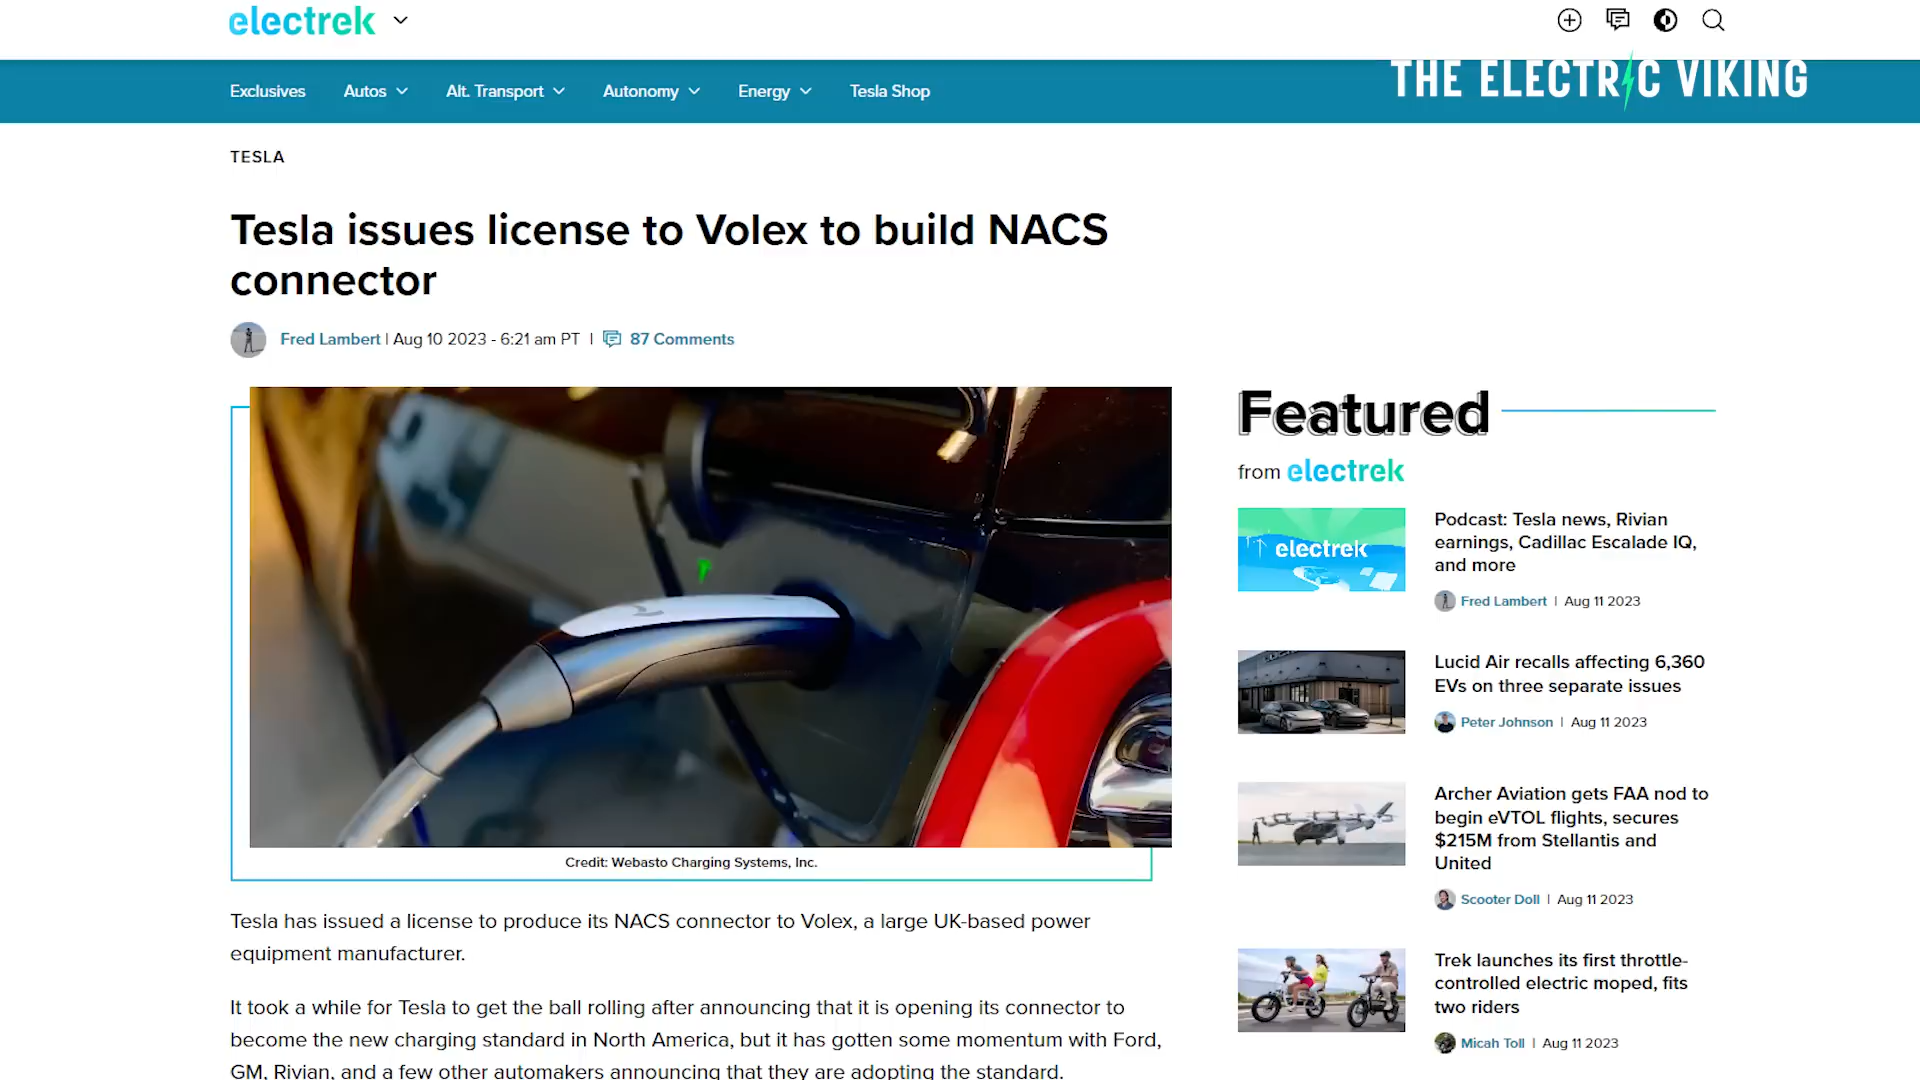 electrek
Exclusives Autos Alt. Transport Autonomy Energy Tesla Shop
THE ELECTRIC VIKING
TESLA
Tesla issues license to Volex to build NACS
connector
Fred Lambert | Aug 10 2023 - 6:21 am PT | 87 Comments
Credit: Webasto Charging Systems, Inc.
Tesla has issued a license to produce its NACS connector to Volex, a large UK-based power
equipment manufacturer.
It took a while for Tesla to get the ball rolling after announcing that it is opening its connector to
become the new charging standard in North America, but it has gotten some momentum with Ford,
GM, Rivian, and a few other automakers announcing that they are adopting the standard.
Featured
from electrek
electrek
Podcast: Tesla news, Rivian
earnings, Cadillac Escalade IQ,
and more
Fred Lambert | Aug 11 2023
Lucid Air recalls affecting 6,360
EVs on three separate issues
Peter Johnson | Aug 11 2023
Archer Aviation gets FAA nod to
begin eVTOL flights, secures
$215M from Stellantis and
United
Scooter Doll | Aug 11 2023
Trek launches its first throttle-
controlled electric moped, fits
two riders
Micah Toll | Aug 11 2023